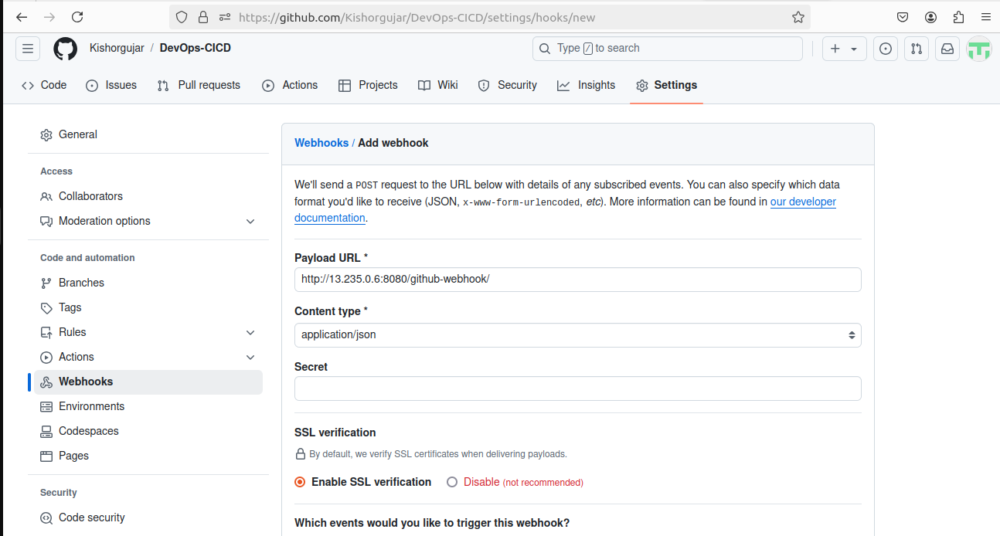 https://github.com/Kishorgujar/DevOps-CICD/settings/hooks/new
Kishorgujar / DevOps-CICD
Type / to search
Code
Issues
Pull requests
Actions
Projects
Wiki
Security
Insights
Settings
General
Access
Collaborators
Moderation options
Code and automation
Branches
Tags
Rules
Actions
Webhooks
Environments
Codespaces
Pages
Security
Code security
Webhooks / Add webhook
We'll send a POST request to the URL below with details of any subscribed events. You can also specify which data
format you'd like to receive (JSON, x-www-form-urlencoded, etc). More information can be found in our developer
documentation.
Payload URL *
http://13.235.0.6:8080/github-webhook/
Content type *
application/json
Secret
SSL verification
By default, we verify SSL certificates when delivering payloads.
Enable SSL verification
Disable (not recommended)
Which events would you like to trigger this webhook?